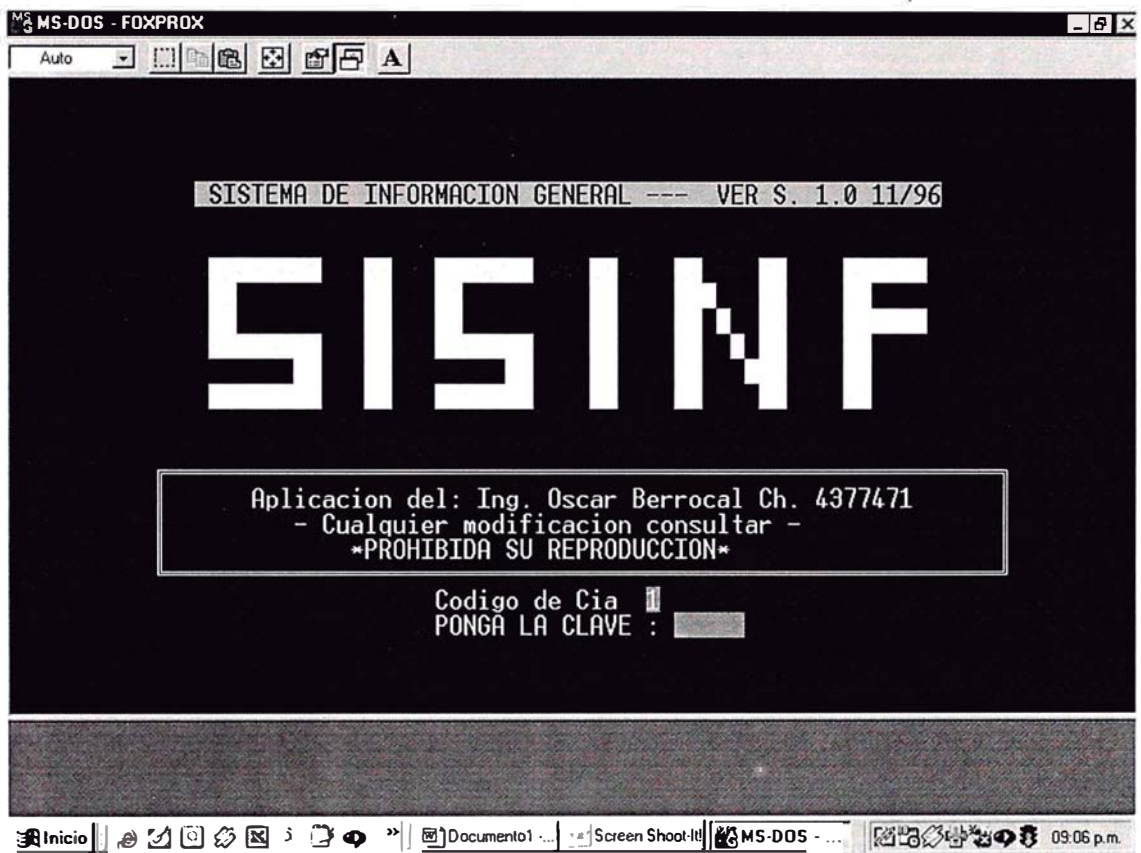 MS-DOS - FOXPROX
Auto
A
SISTEMA DE INFORMACION GENERAL --- VER S. 1.0 11/96
SISINF
Aplicacion del: Ing. Oscar Berrocal Ch. 4377471
- Cualquier modificacion consultar -
*PROHIBIDA SU REPRODUCCION*
Codigo de Cia 1
PONGA LA CLAVE :
Inicio Documento1 -... Screen Shoot-It! MS-DOS - ... 09:06 p.m.